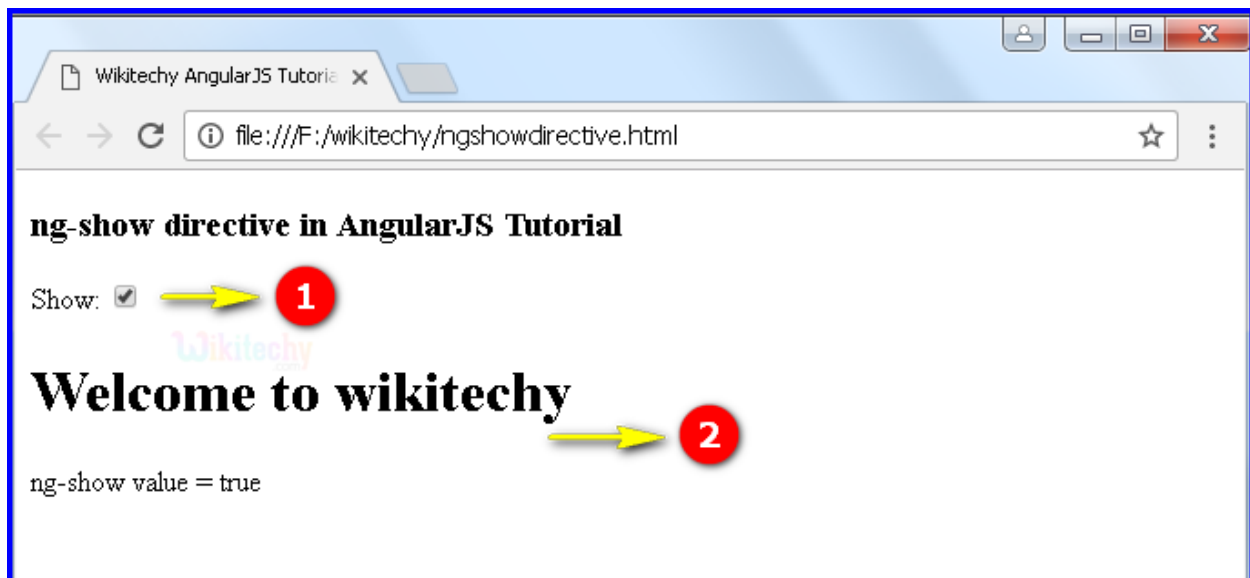 Wikitechy AngularJS Tutoria
file:///F:/wikitechy/ngshowdirective.html
ng-show directive in AngularJS Tutorial
Show:
1
Wikitechy
.com
Welcome to wikitechy
2
ng-show value = true